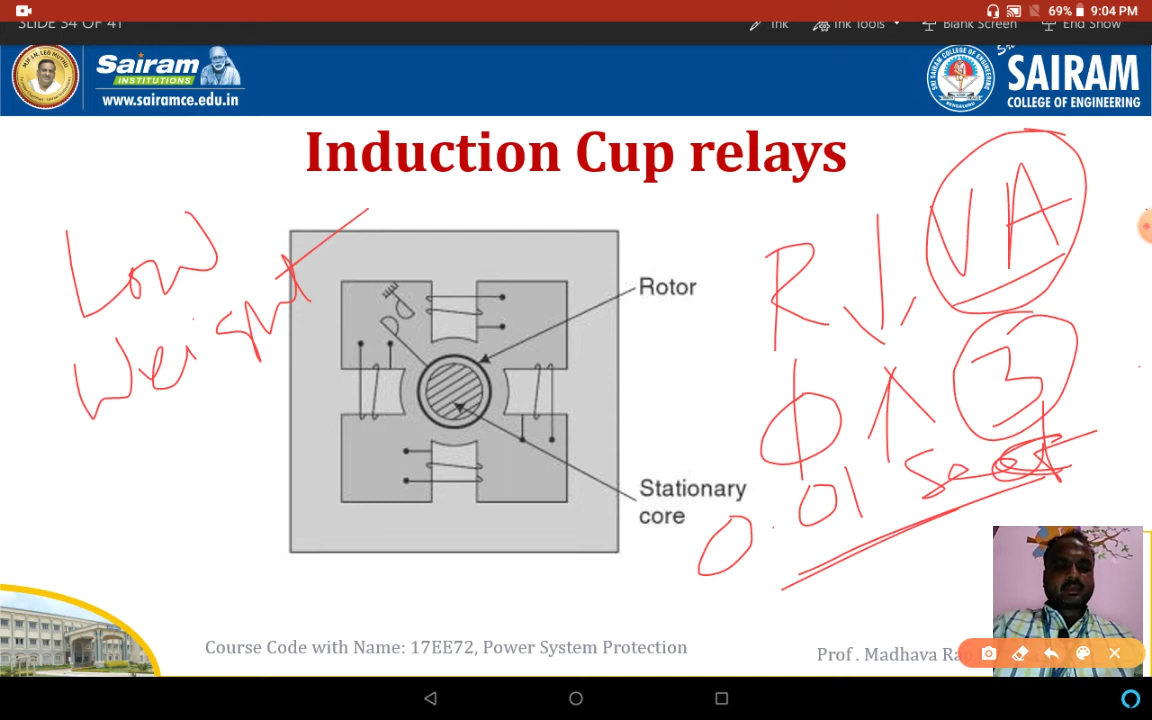 69% 9:04 PM
SLIDE 34 OF 41 Ink Ink Tools Blank Screen End Show
Sairam
INSTITUTIONS
www.sairamce.edu.in
SAIRAM
COLLEGE OF ENGINEERING
Induction Cup relays
Low
Weight
R
VA
Rotor
3
ϕ
0.01 Sec
Stationary
core
Course Code with Name: 17EE72, Power System Protection
Prof . Madhava Ra